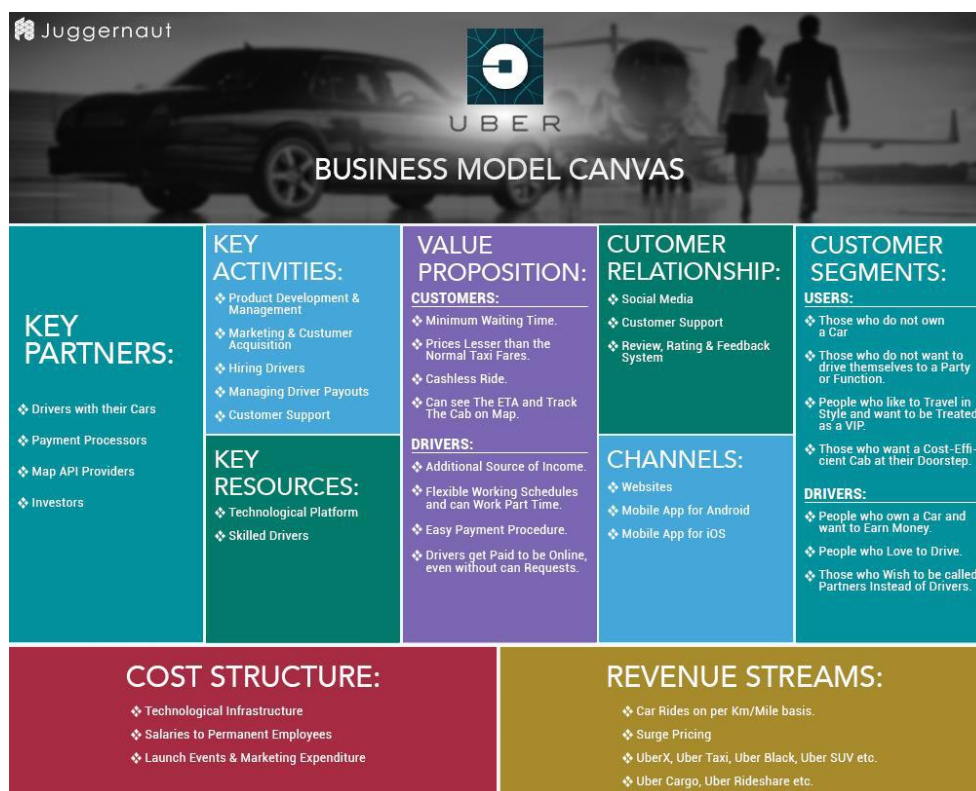 Juggernaut
UBER
BUSINESS MODEL CANVAS
KEY
PARTNERS:
❖ Drivers with their Cars
❖ Payment Processors
❖ Map API Providers
❖ Investors
KEY
ACTIVITIES:
❖ Product Development &
Management
❖ Marketing & Custumer
Acquisition
❖ Hiring Drivers
❖ Managing Driver Payouts
❖ Customer Support
KEY
RESOURCES:
❖ Technological Platform
❖ Skilled Drivers
VALUE
PROPOSITION:
CUSTOMERS:
❖ Minimum Waiting Time.
❖ Prices Lesser than the
Normal Taxi Fares.
❖ Cashless Ride.
❖ Can see The ETA and Track
The Cab on Map.
DRIVERS:
❖ Additional Source of Income.
❖ Flexible Working Schedules
and can Work Part Time.
❖ Easy Payment Procedure.
❖ Drivers get Paid to be Online,
even without can Requests.
CUTOMER
RELATIONSHIP:
❖ Social Media
❖ Customer Support
❖ Review, Rating & Feedback
System
CHANNELS:
❖ Websites
❖ Mobile App for Android
❖ Mobile App for iOS
CUSTOMER
SEGMENTS:
USERS:
❖ Those who do not own
a Car
❖ Those who do not want to
drive themselves to a Party
or Function.
❖ People who like to Travel in
Style and want to be Treated
as a VIP.
❖ Those who want a Cost-Effi-
cient Cab at their Doorstep.
DRIVERS:
❖ People who own a Car and
want to Earn Money.
❖ People who Love to Drive.
❖ Those who Wish to be called
Partners Instead of Drivers.
COST STRUCTURE:
❖ Technological Infrastructure
❖ Salaries to Permanent Employees
❖ Launch Events & Marketing Expenditure
REVENUE STREAMS:
❖ Car Rides on per Km/Mile basis.
❖ Surge Pricing
❖ UberX, Uber Taxi, Uber Black, Uber SUV etc.
❖ Uber Cargo, Uber Rideshare etc.